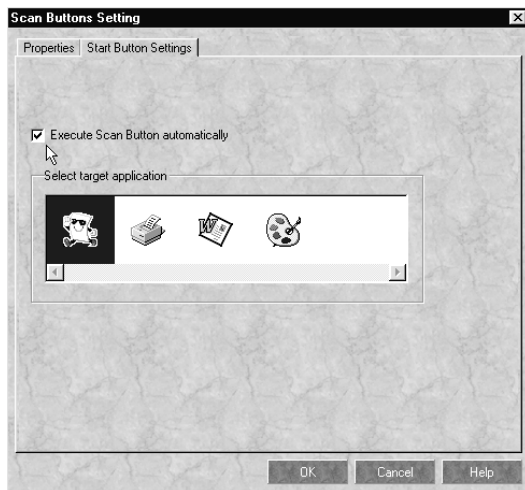 Scan Buttons Setting
Properties Start Button Settings
Execute Scan Button automatically
Select target application
W
OK Cancel Help